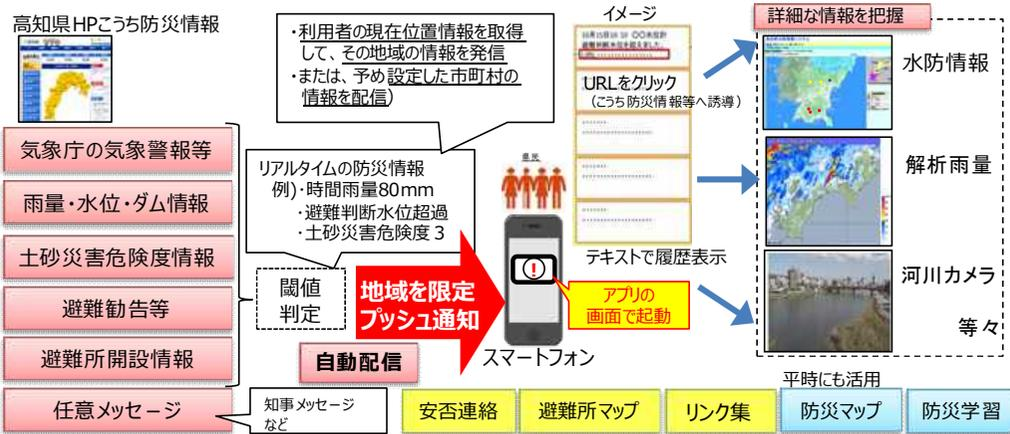 高知県HPこうち防災情報
・利用者の現在位置情報を取得
して、その地域の情報を発信
・または、予め設定した市町村の
情報を配信）
イメージ
URLをクリック
（こうち防災情報等へ誘導）
テキストで履歴表示
詳細な情報を把握
水防情報
解析雨量
河川カメラ
等々
気象庁の気象警報等
雨量・水位・ダム情報
土砂災害危険度情報
避難勧告等
避難所開設情報
任意メッセージ
リアルタイムの防災情報
例）・時間雨量80mm
・避難判断水位超過
・土砂災害危険度３
閾値
判定
地域を限定
プッシュ通知
自動配信
県民
アプリの
画面で起動
スマートフォン
知事メッセージ
など
安否連絡
避難所マップ
リンク集
平時にも活用
防災マップ
防災学習